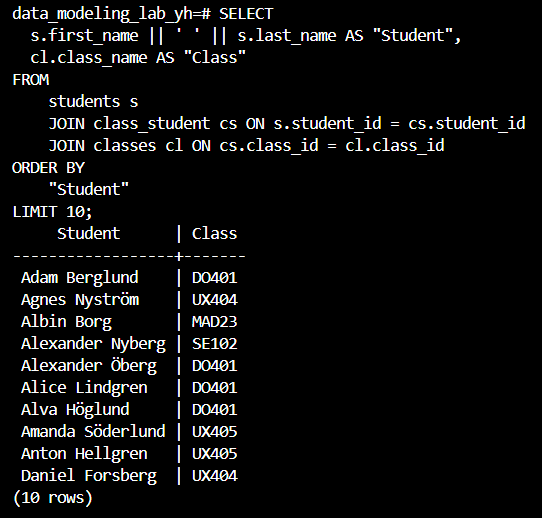 data_modeling_lab_yh=# SELECT
  s.first_name || ' ' || s.last_name AS "Student",
  cl.class_name AS "Class"
FROM
    students s
    JOIN class_student cs ON s.student_id = cs.student_id
    JOIN classes cl ON cs.class_id = cl.class_id
ORDER BY
    "Student"
LIMIT 10;
     Student      | Class
------------------+-------
 Adam Berglund    | DO401
 Agnes Nyström    | UX404
 Albin Borg       | MAD23
 Alexander Nyberg | SE102
 Alexander Öberg  | DO401
 Alice Lindgren   | DO401
 Alva Höglund     | DO401
 Amanda Söderlund | UX405
 Anton Hellgren   | UX405
 Daniel Forsberg  | UX404
(10 rows)